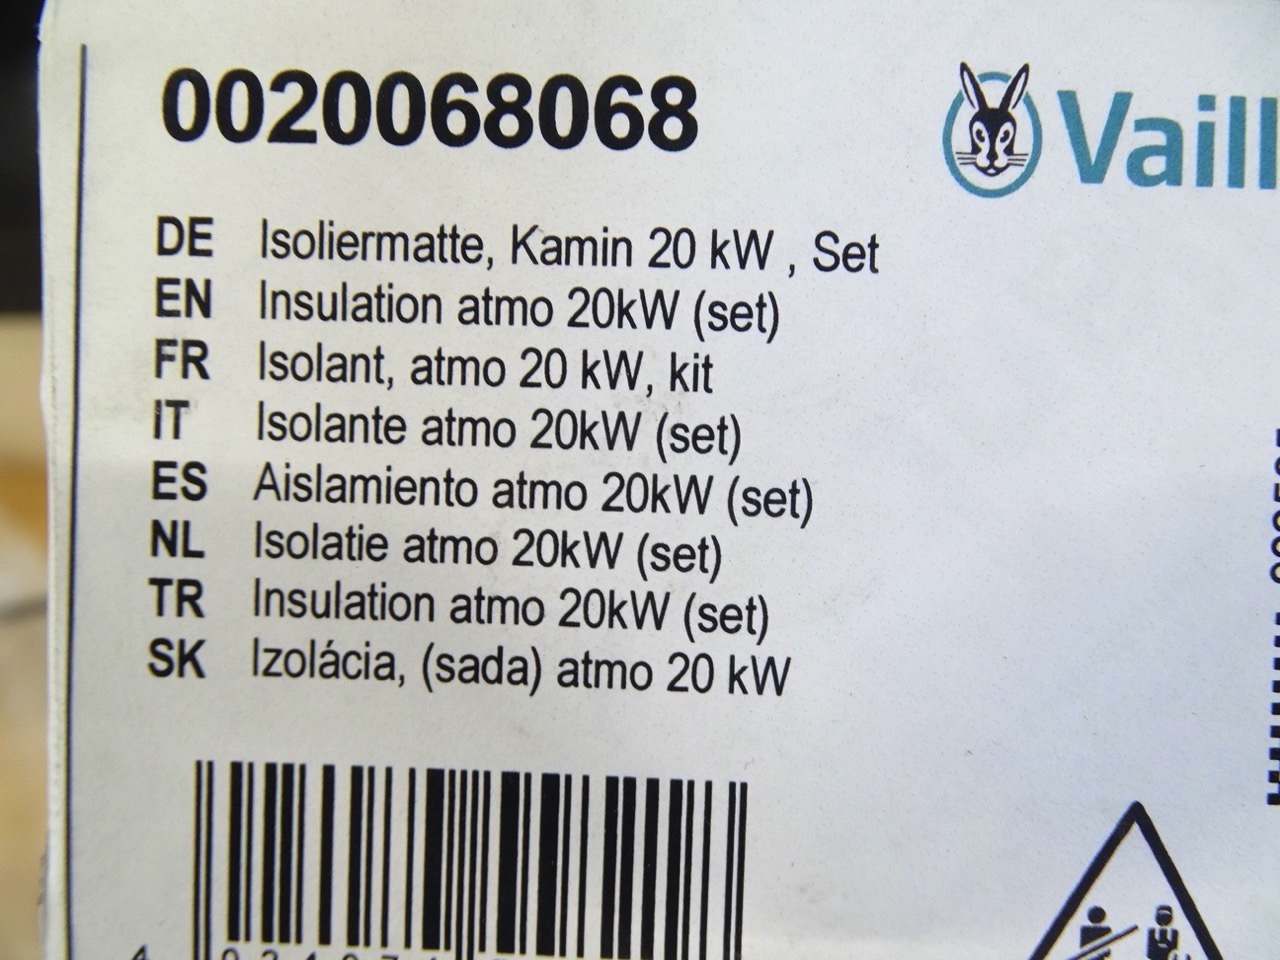 0020068068
Vaill
DE Isoliermatte, Kamin 20 kW , Set
EN Insulation atmo 20kW (set)
FR Isolant, atmo 20 kW, kit
IT Isolante atmo 20kW (set)
ES Aislamiento atmo 20kW (set)
NL Isolatie atmo 20kW (set)
TR Insulation atmo 20kW (set)
SK Izolácia, (sada) atmo 20 kW